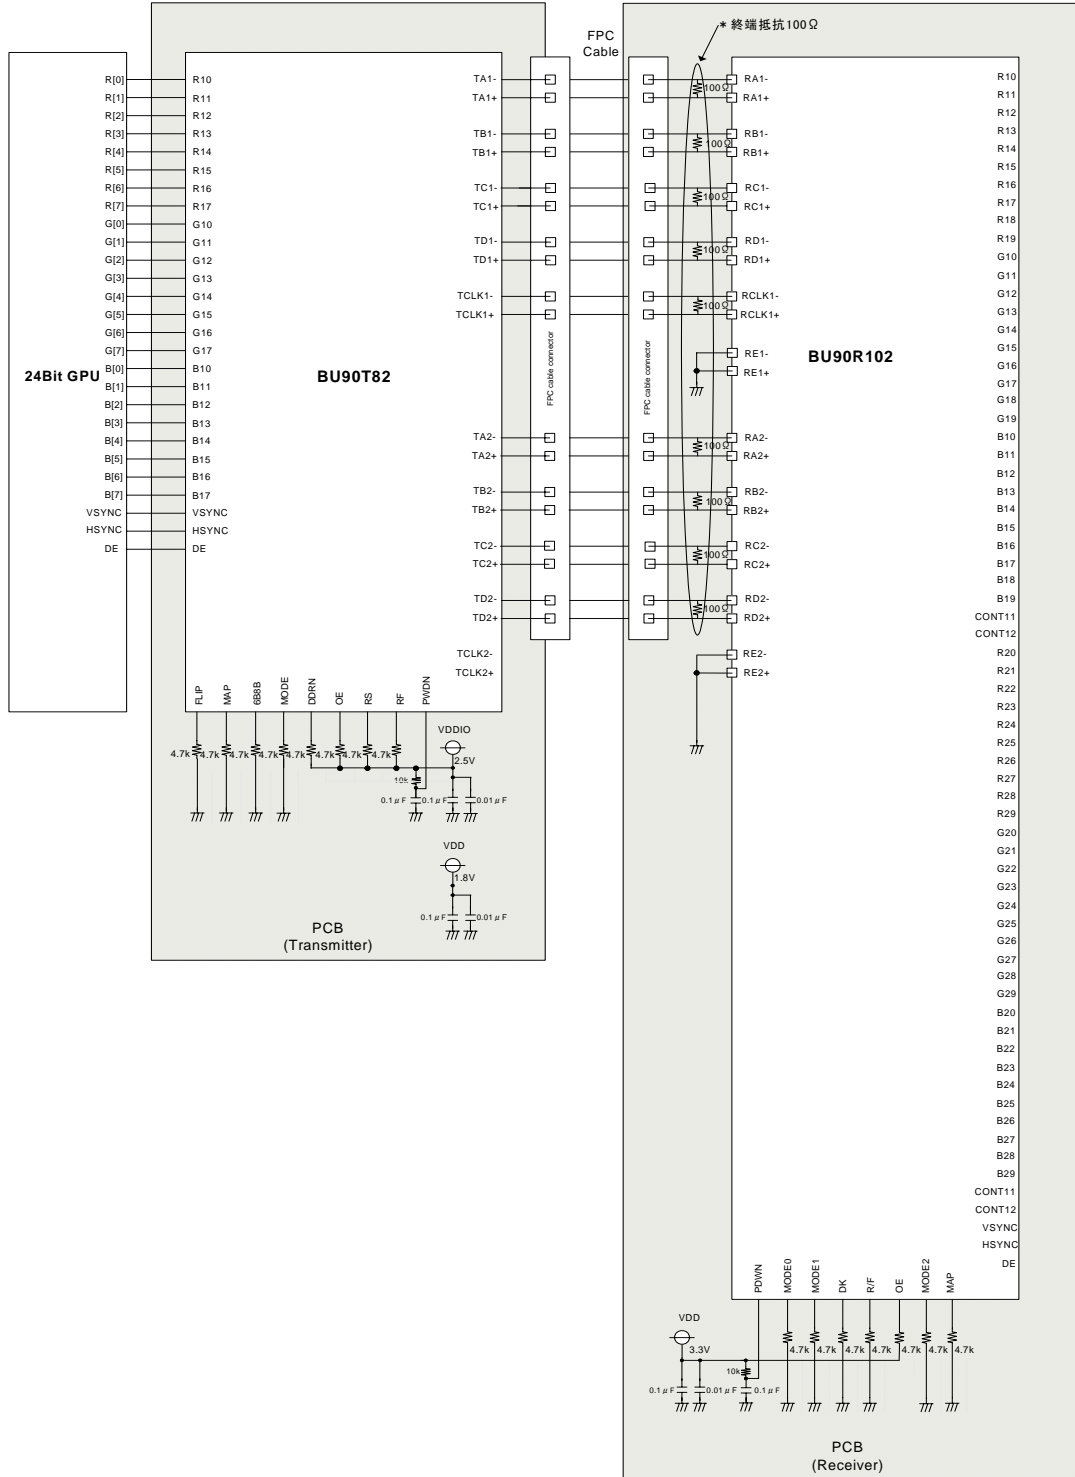 * 終端抵抗100Ω
FPC
Cable
24Bit GPU
R[0]
R[1]
R[2]
R[3]
R[4]
R[5]
R[6]
R[7]
G[0]
G[1]
G[2]
G[3]
G[4]
G[5]
G[6]
G[7]
B[0]
B[1]
B[2]
B[3]
B[4]
B[5]
B[6]
B[7]
VSYNC
HSYNC
DE
BU90T82
R10
R11
R12
R13
R14
R15
R16
R17
G10
G11
G12
G13
G14
G15
G16
G17
B10
B11
B12
B13
B14
B15
B16
B17
VSYNC
HSYNC
DE
TA1-
TA1+
TB1-
TB1+
TC1-
TC1+
TD1-
TD1+
TCLK1-
TCLK1+
TA2-
TA2+
TB2-
TB2+
TC2-
TC2+
TD2-
TD2+
TCLK2-
TCLK2+
FLIP
MAP
6B8B
MODE
DDRN
OE
RS
RF
PWDN
4.7k
4.7k
4.7k
4.7k
4.7k
4.7k
4.7k
4.7k
VDDIO
2.5V
10k
0.1μF
0.1μF
0.01μF
VDD
1.8V
0.1μF
0.01μF
PCB
(Transmitter)
FPC cable connector
FPC cable connector
100Ω
100Ω
100Ω
100Ω
100Ω
100Ω
100Ω
100Ω
100Ω
BU90R102
RA1-
RA1+
RB1-
RB1+
RC1-
RC1+
RD1-
RD1+
RCLK1-
RCLK1+
RE1-
RE1+
RA2-
RA2+
RB2-
RB2+
RC2-
RC2+
RD2-
RD2+
RE2-
RE2+
R10
R11
R12
R13
R14
R15
R16
R17
R18
R19
G10
G11
G12
G13
G14
G15
G16
G17
G18
G19
B10
B11
B12
B13
B14
B15
B16
B17
B18
B19
CONT11
CONT12
R20
R21
R22
R23
R24
R25
R26
R27
R28
R29
G20
G21
G22
G23
G24
G25
G26
G27
G28
G29
B20
B21
B22
B23
B24
B25
B26
B27
B28
B29
CONT11
CONT12
VSYNC
HSYNC
DE
PDWN
MODE0
MODE1
DK
R/F
OE
MODE2
MAP
VDD
3.3V
4.7k
4.7k
4.7k
4.7k
4.7k
4.7k
4.7k
10k
0.1μF
0.01μF
0.1μF
PCB
(Receiver)